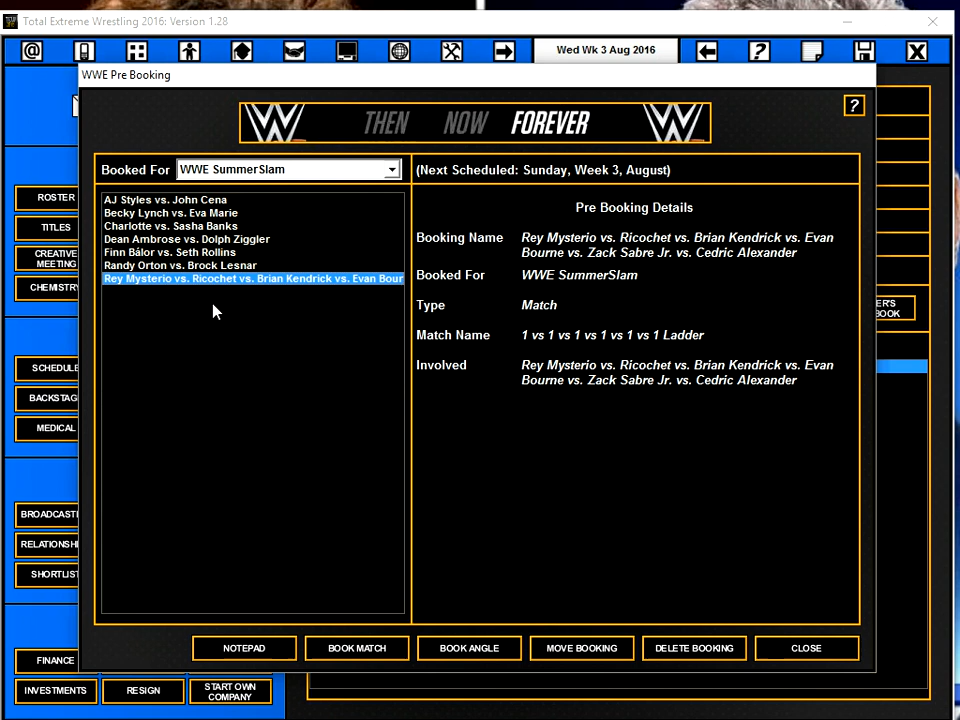 Total Extreme Wrestling 2016: Version 1.28
@ Wed Wk 3 Aug 2016 ? X
WWE Pre Booking
?
THEN NOW FOREVER
Booked For WWE SummerSlam
(Next Scheduled: Sunday, Week 3, August)
AJ Styles vs. John Cena
Becky Lynch vs. Eva Marie
Charlotte vs. Sasha Banks
Dean Ambrose vs. Dolph Ziggler
Finn Bálor vs. Seth Rollins
Randy Orton vs. Brock Lesnar
Rey Mysterio vs. Ricochet vs. Brian Kendrick vs. Evan Bour
Pre Booking Details
Booking Name Rey Mysterio vs. Ricochet vs. Brian Kendrick vs. Evan
Bourne vs. Zack Sabre Jr. vs. Cedric Alexander
Booked For WWE SummerSlam
Type Match
Match Name 1 vs 1 vs 1 vs 1 vs 1 vs 1 Ladder
Involved Rey Mysterio vs. Ricochet vs. Brian Kendrick vs. Evan
Bourne vs. Zack Sabre Jr. vs. Cedric Alexander
NOTEPAD BOOK MATCH BOOK ANGLE MOVE BOOKING DELETE BOOKING CLOSE
ROSTER
TITLES
CREATIVE
MEETING
CHEMISTRY
SCHEDULE
BACKSTAG
MEDICAL
BROADCAST
RELATIONSH
SHORTLIST
FINANCE
INVESTMENTS RESIGN START OWN
COMPANY
ER'S
BOOK